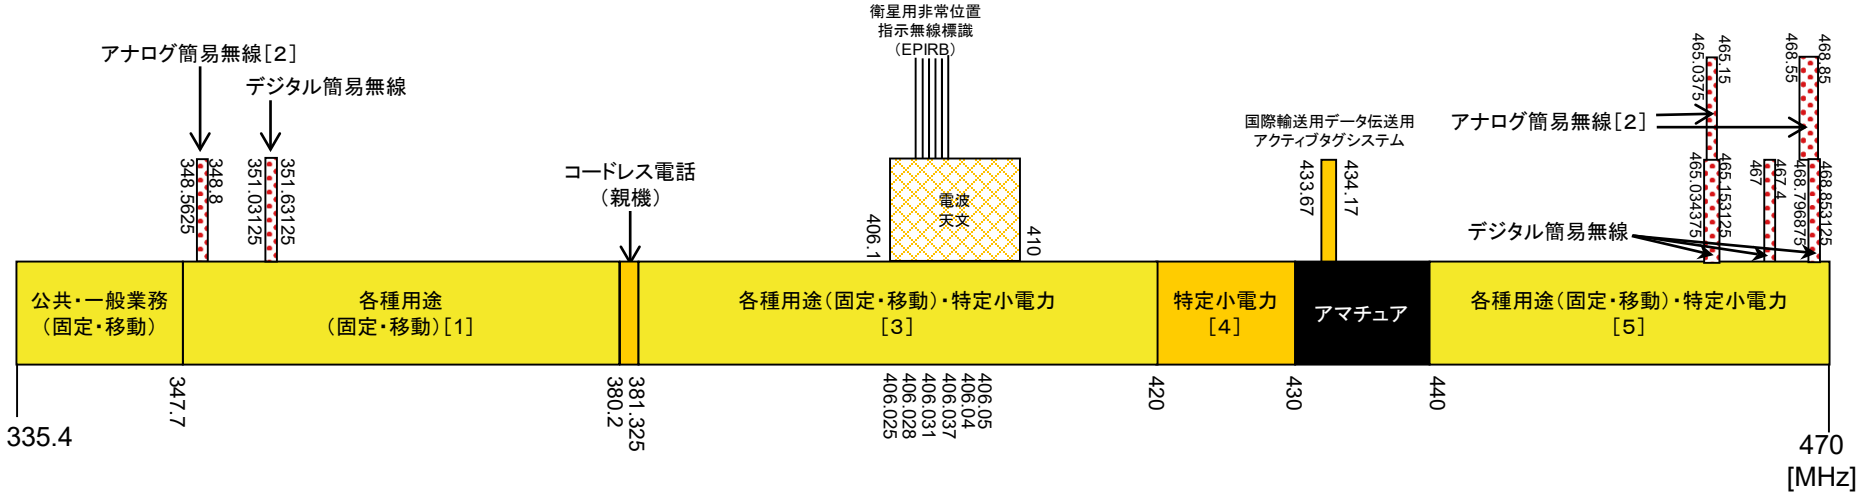 衛星用非常位置
指示無線標識
(EPIRB)
アナログ簡易無線[2]
デジタル簡易無線
348.5625
348.8
351.03125
351.63125
コードレス電話
(親機)
406.1
電波
天文
410
国際輸送用データ伝送用
アクティブタグシステム
433.67
434.17
465.0375
465.15
468.55
468.85
アナログ簡易無線[2]
465.034375
465.153125
467
467.4
468.796875
468.853125
デジタル簡易無線
公共・一般業務
(固定・移動)
各種用途
(固定・移動)[1]
各種用途(固定・移動)・特定小電力
[3]
特定小電力
[4]
アマチュア
各種用途(固定・移動)・特定小電力
[5]
335.4
347.7
380.2
381.325
406.025
406.028
406.031
406.037
406.04
406.05
420
430
440
470
[MHz]